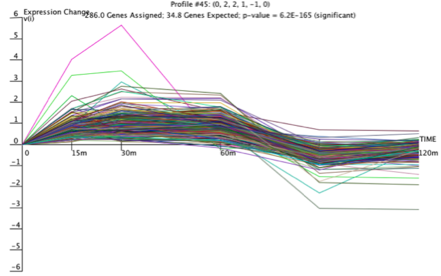 Profile #45: (0, 2, 2, 1, −1, 0)
286.0 Genes Assigned; 34.8 Genes Expected; p-value = 6.2E-165 (significant)
Expression Change
v(i)
6
5
4
3
2
1
0
−1
−2
−3
−4
−5
−6
0
15m
30m
60m
120m
TIME